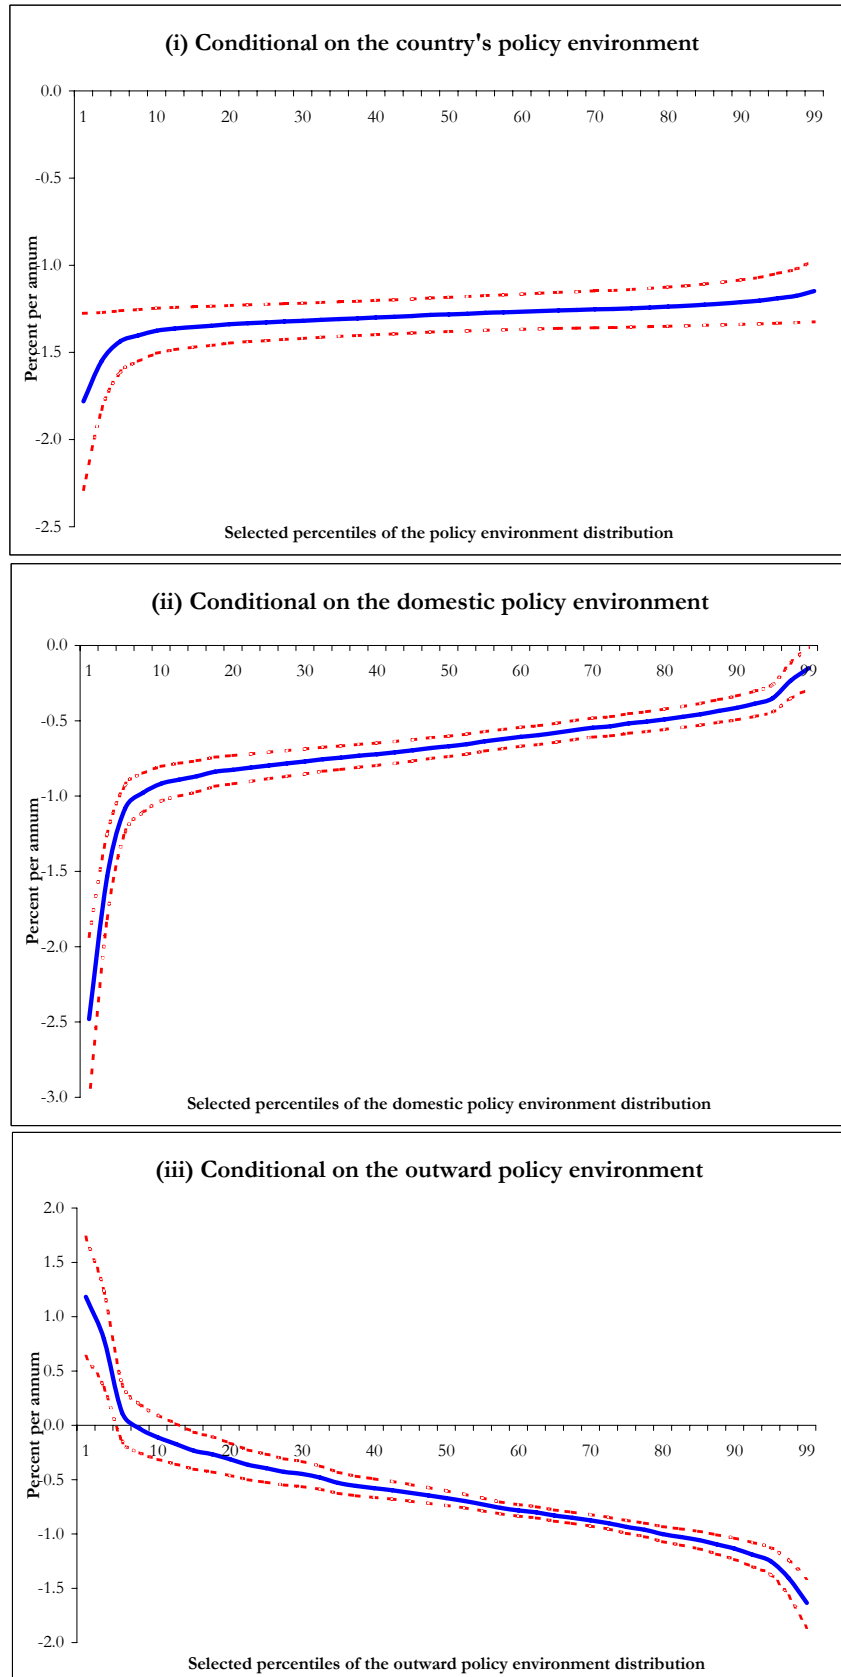 (i) Conditional on the country's policy environment
0.0
1 10 20 30 40 50 60 70 80 90 99
-0.5
-1.0
-1.5
-2.0
-2.5
Percent per annum
Selected percentiles of the policy environment distribution
(ii) Conditional on the domestic policy environment
0.0
1 10 20 30 40 50 60 70 80 90 99
-0.5
-1.0
-1.5
-2.0
-2.5
-3.0
Percent per annum
Selected percentiles of the domestic policy environment distribution
(iii) Conditional on the outward policy environment
2.0
1.5
1.0
0.5
0.0
1 10 20 30 40 50 60 70 80 90 99
-0.5
-1.0
-1.5
-2.0
Percent per annum
Selected percentiles of the outward policy environment distribution